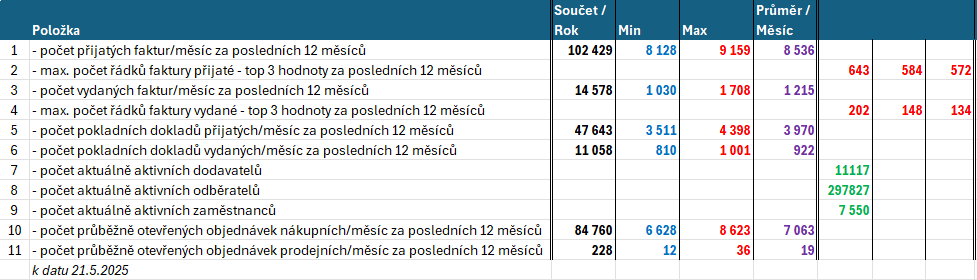 Položka Součet / Rok Min Max Průměr / Měsíc
1 - počet přijatých faktur/měsíc za posledních 12 měsíců 102 429 8 128 9 159 8 536
2 - max. počet řádků faktury přijaté - top 3 hodnoty za posledních 12 měsíců 643 584 572
3 - počet vydaných faktur/měsíc za posledních 12 měsíců 14 578 1 030 1 708 1 215
4 - max. počet řádků faktury vydané - top 3 hodnoty za posledních 12 měsíců 202 148 134
5 - počet pokladních dokladů přijatých/měsíc za posledních 12 měsíců 47 643 3 511 4 398 3 970
6 - počet pokladních dokladů vydaných/měsíc za posledních 12 měsíců 11 058 810 1 001 922
7 - počet aktuálně aktivních dodavatelů 11117
8 - počet aktuálně aktivních odběratelů 297827
9 - počet aktuálně aktivních zaměstnanců 7 550
10 - počet průběžně otevřených objednávek nákupních/měsíc za posledních 12 měsíců 84 760 6 628 8 623 7 063
11 - počet průběžně otevřených objednávek prodejních/měsíc za posledních 12 měsíců 228 12 36 19
k datu 21.5.2025